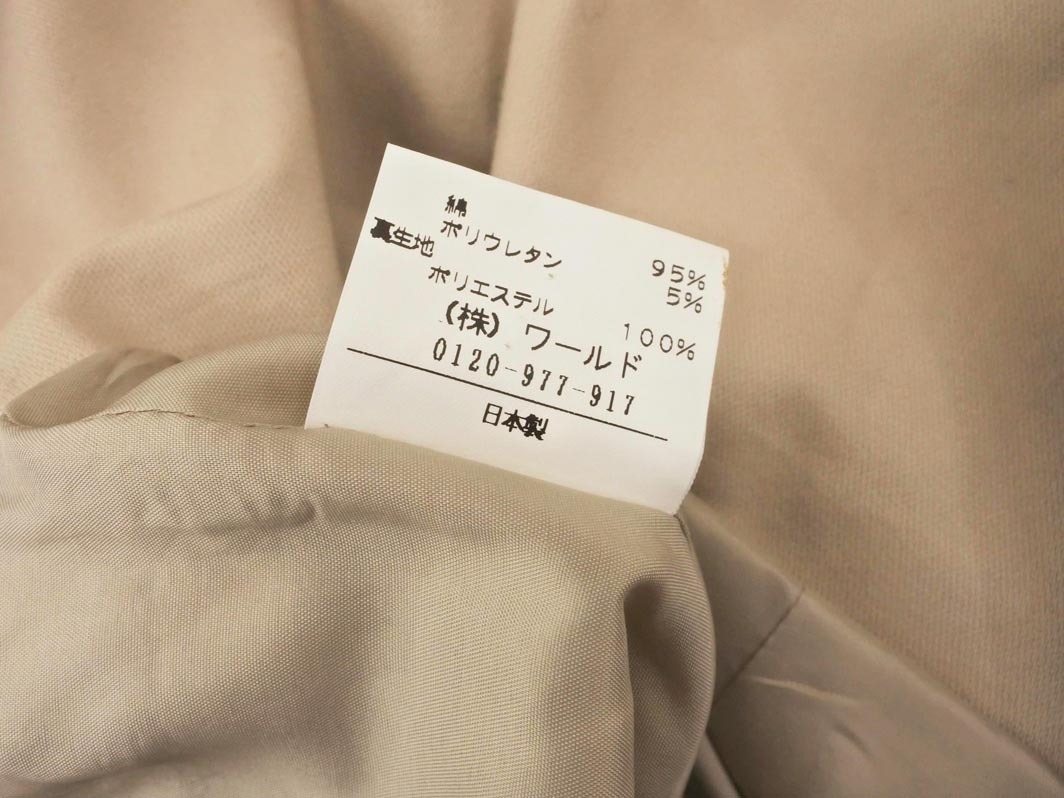 綿 95%
ポリウレタン 5%
裏生地
ポリエステル 100%
(株) ワールド
0120-977-917
日本製